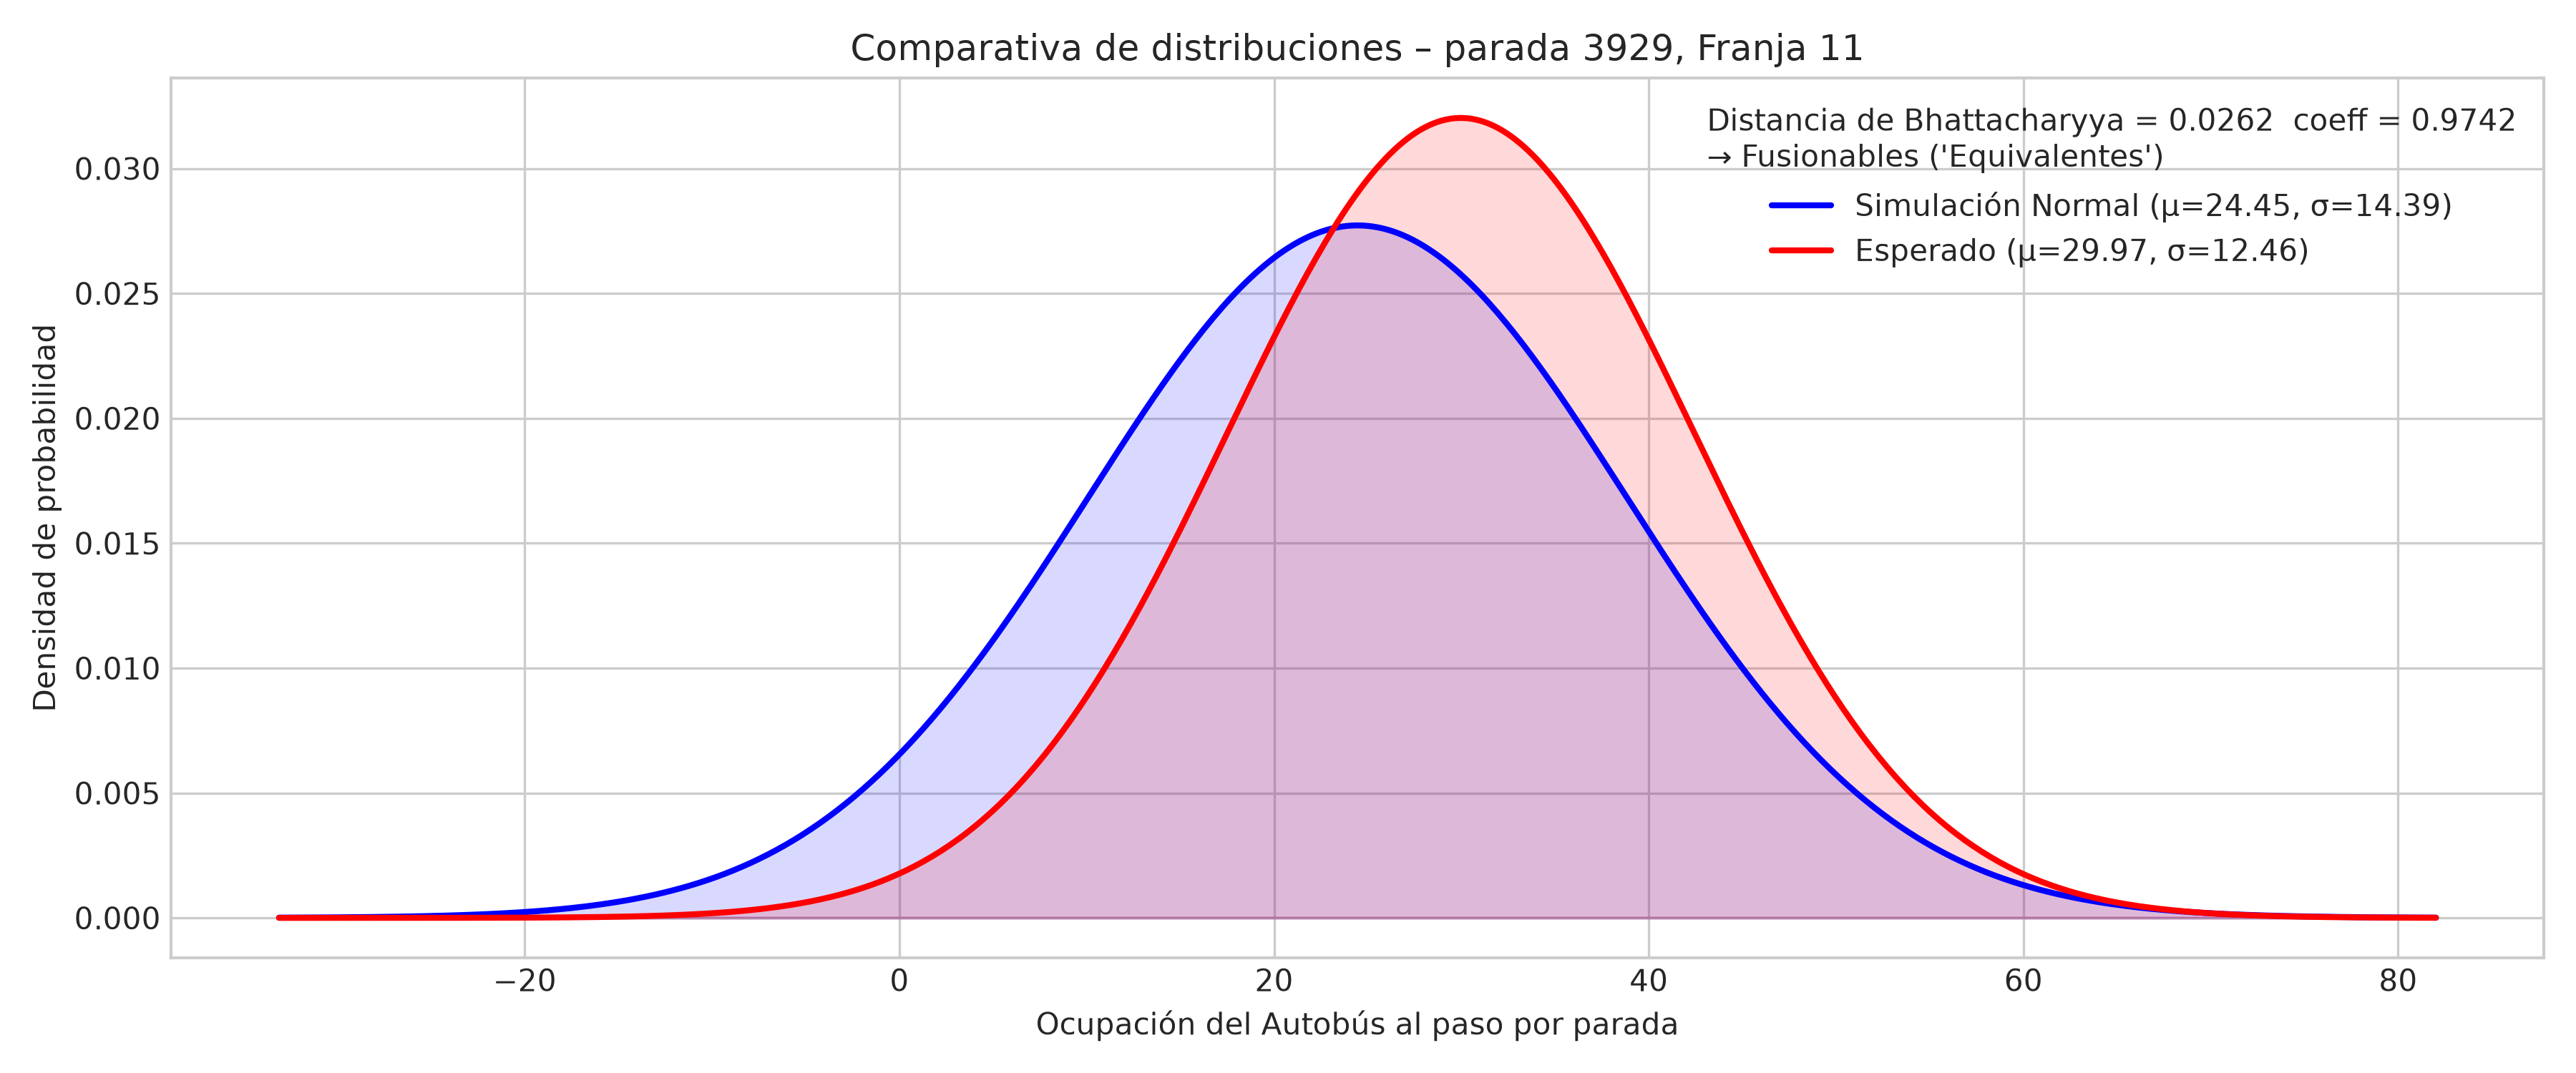 Comparativa de distribuciones – parada 3929, Franja 11
Distancia de Bhattacharyya = 0.0262  coeff = 0.9742
→ Fusionables ('Equivalentes')
Simulación Normal (μ=24.45, σ=14.39)
Esperado (μ=29.97, σ=12.46)
Densidad de probabilidad
0.030
0.025
0.020
0.015
0.010
0.005
0.000
−20 0 20 40 60 80
Ocupación del Autobús al paso por parada